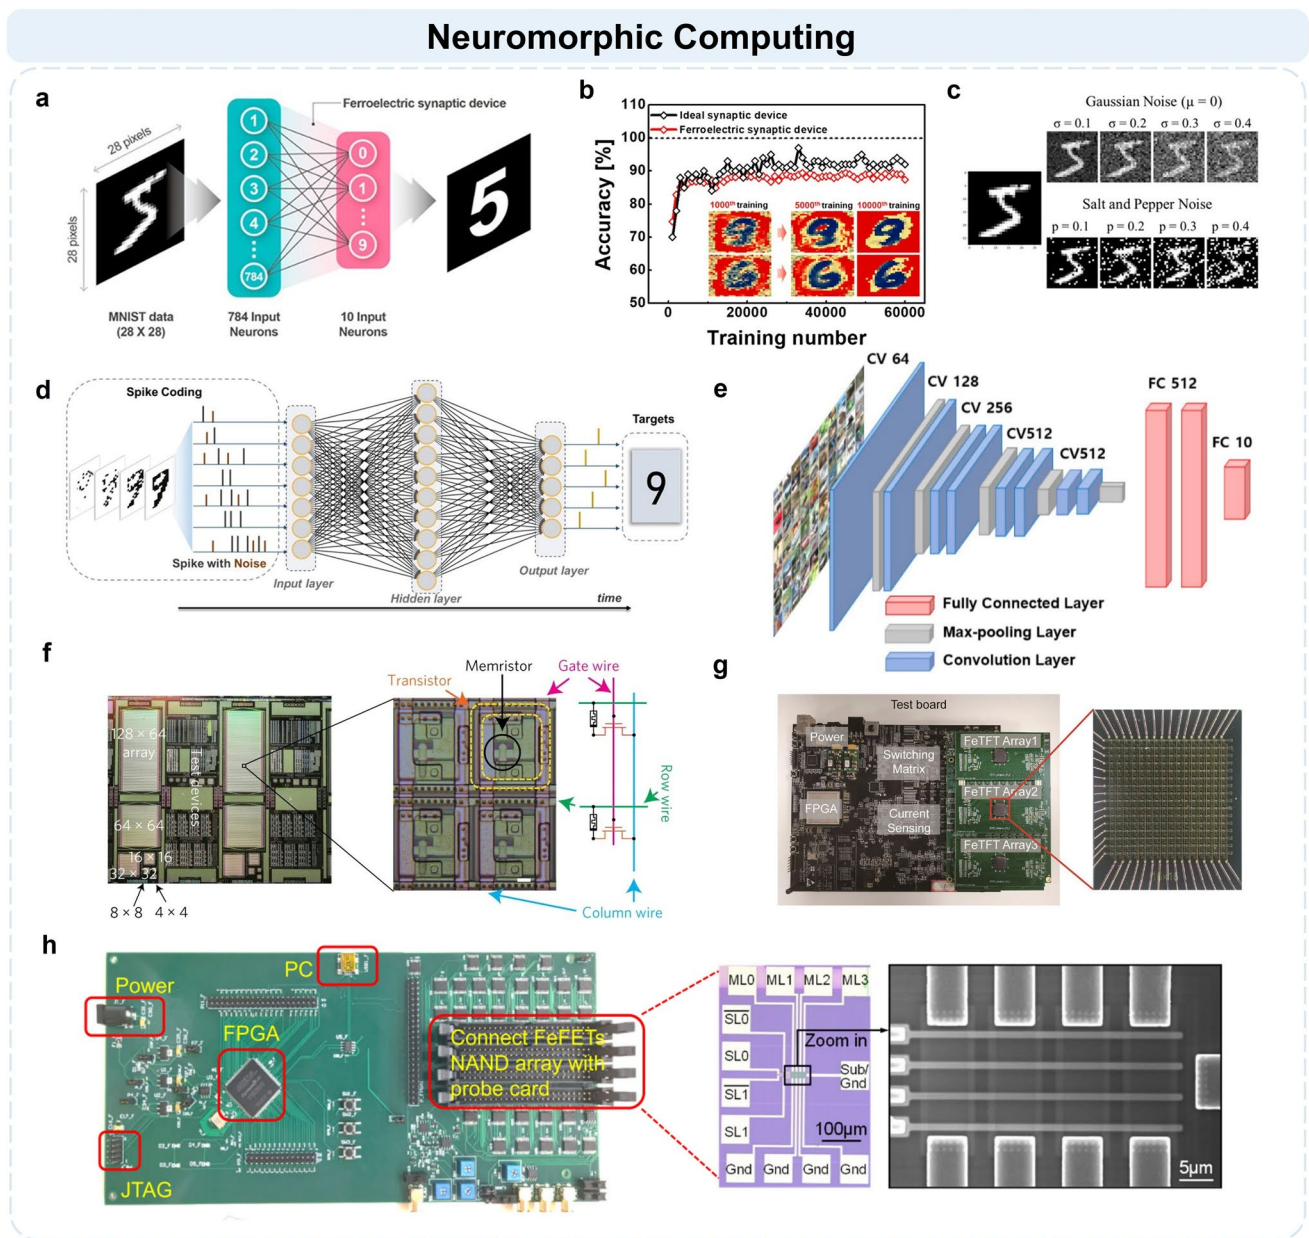 Neuromorphic Computing
a
28 pixels
28 pixels
MNIST data
(28 X 28)
1
2
3
4
784
784 Input
Neurons
Ferroelectric synaptic device
0
1
9
10 Input
Neurons
5
b
Accuracy [%]
110
100
90
80
70
60
50
Ideal synaptic device
Ferroelectric synaptic device
1000th training
5000th training
10000th training
0
20000
40000
60000
Training number
c
Gaussian Noise (μ = 0)
σ = 0.1
σ = 0.2
σ = 0.3
σ = 0.4
Salt and Pepper Noise
p = 0.1
p = 0.2
p = 0.3
p = 0.4
d
Spike Coding
Spike with Noise
Input layer
Hidden layer
Output layer
Targets
9
time
e
CV 64
CV 128
CV 256
CV512
CV512
FC 512
FC 10
Fully Connected Layer
Max-pooling Layer
Convolution Layer
f
128 × 64
array
Test devices
64 × 64
16 × 16
32 × 32
8 × 8
4 × 4
Transistor
Memristor
Gate wire
Row wire
Column wire
g
Test board
Power
Switching
Matrix
FPGA
Current
Sensing
FeTFT Array1
FeTFT Array2
FeTFT Array3
h
Power
PC
FPGA
JTAG
Connect FeFETs
NAND array with
probe card
ML0
ML1
ML2
ML3
SL0
SL0
SL1
SL1
Zoom in
Sub/
Gnd
100μm
Gnd
Gnd
Gnd
Gnd
5μm